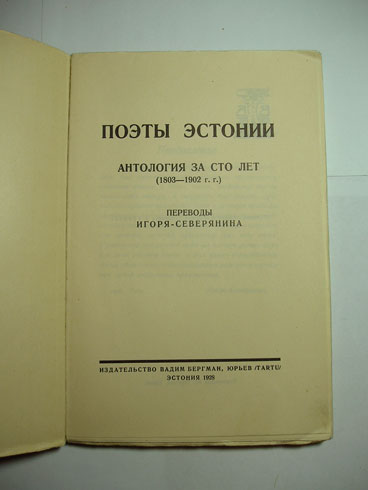 ПОЭТЫ ЭСТОНИИ
АНТОЛОГИЯ ЗА СТО ЛЕТ
(1803—1902 г. г.)
ПЕРЕВОДЫ
ИГОРЯ-СЕВЕРЯНИНА
ИЗДАТЕЛЬСТВО ВАДИМ БЕРГМАН, ЮРЬЕВ /TARTU/
ЭСТОНИЯ 1928